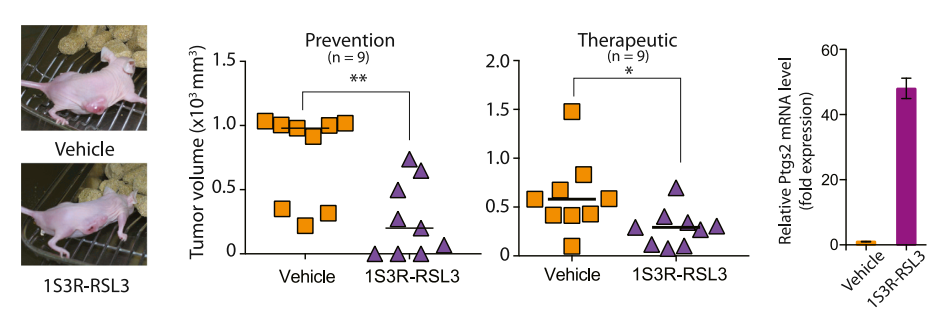 Vehicle
1S3R-RSL3
Prevention
(n = 9)
**
Tumor volume (x10³ mm³)
1.5
1.0
0.5
0
Vehicle
1S3R-RSL3
Therapeutic
(n = 9)
*
2.0
1.5
1.0
0.5
0
Vehicle
1S3R-RSL3
Relative Ptgs2 mRNA level
(fold expression)
60
40
20
0
Vehicle
1S3R-RSL3